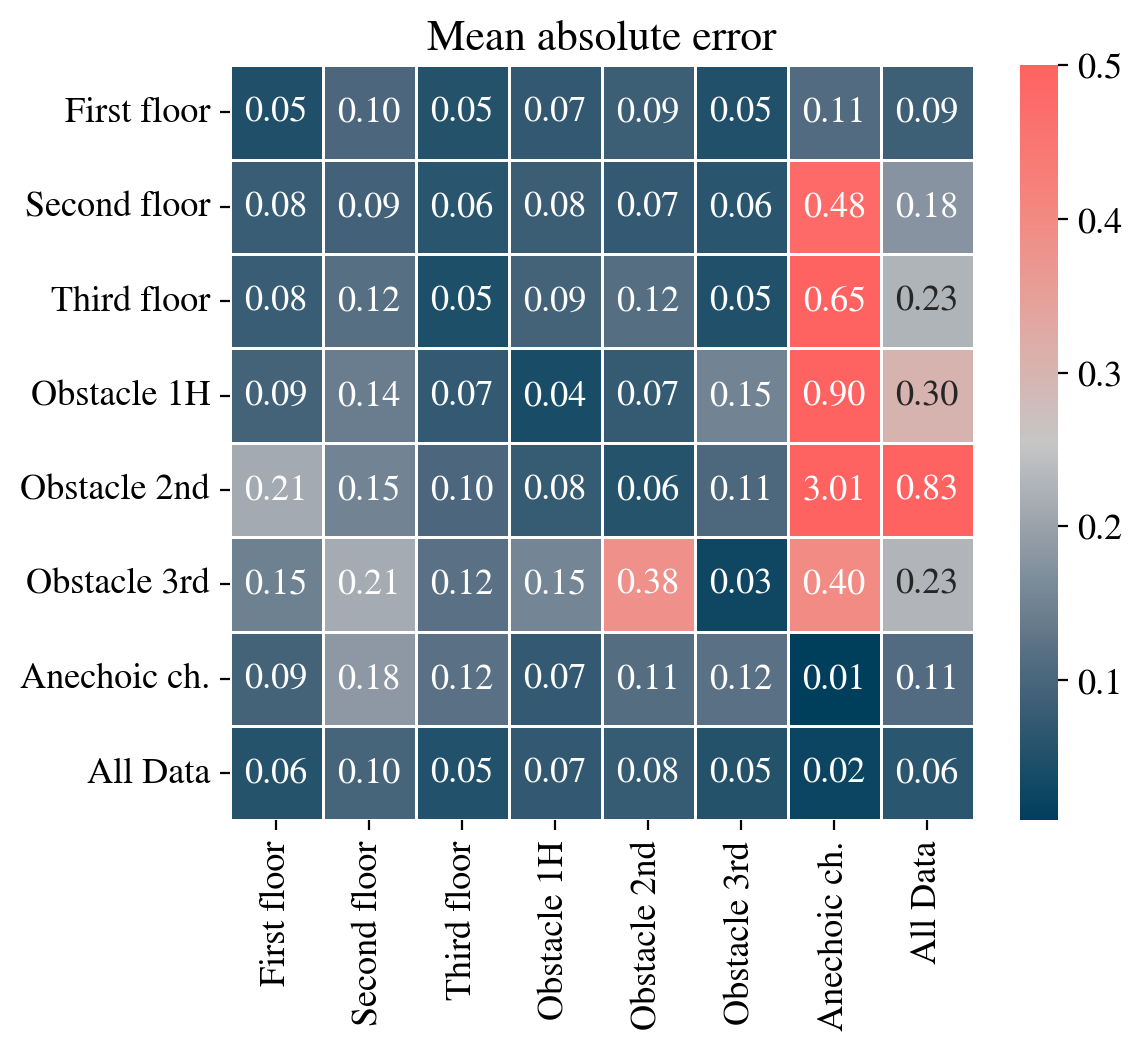 Mean absolute error
First floor 0.05 0.10 0.05 0.07 0.09 0.05 0.11 0.09
Second floor 0.08 0.09 0.06 0.08 0.07 0.06 0.48 0.18
Third floor 0.08 0.12 0.05 0.09 0.12 0.05 0.65 0.23
Obstacle 1H 0.09 0.14 0.07 0.04 0.07 0.15 0.90 0.30
Obstacle 2nd 0.21 0.15 0.10 0.08 0.06 0.11 3.01 0.83
Obstacle 3rd 0.15 0.21 0.12 0.15 0.38 0.03 0.40 0.23
Anechoic ch. 0.09 0.18 0.12 0.07 0.11 0.12 0.01 0.11
All Data 0.06 0.10 0.05 0.07 0.08 0.05 0.02 0.06
First floor
Second floor
Third floor
Obstacle 1H
Obstacle 2nd
Obstacle 3rd
Anechoic ch.
All Data
0.5
0.4
0.3
0.2
0.1